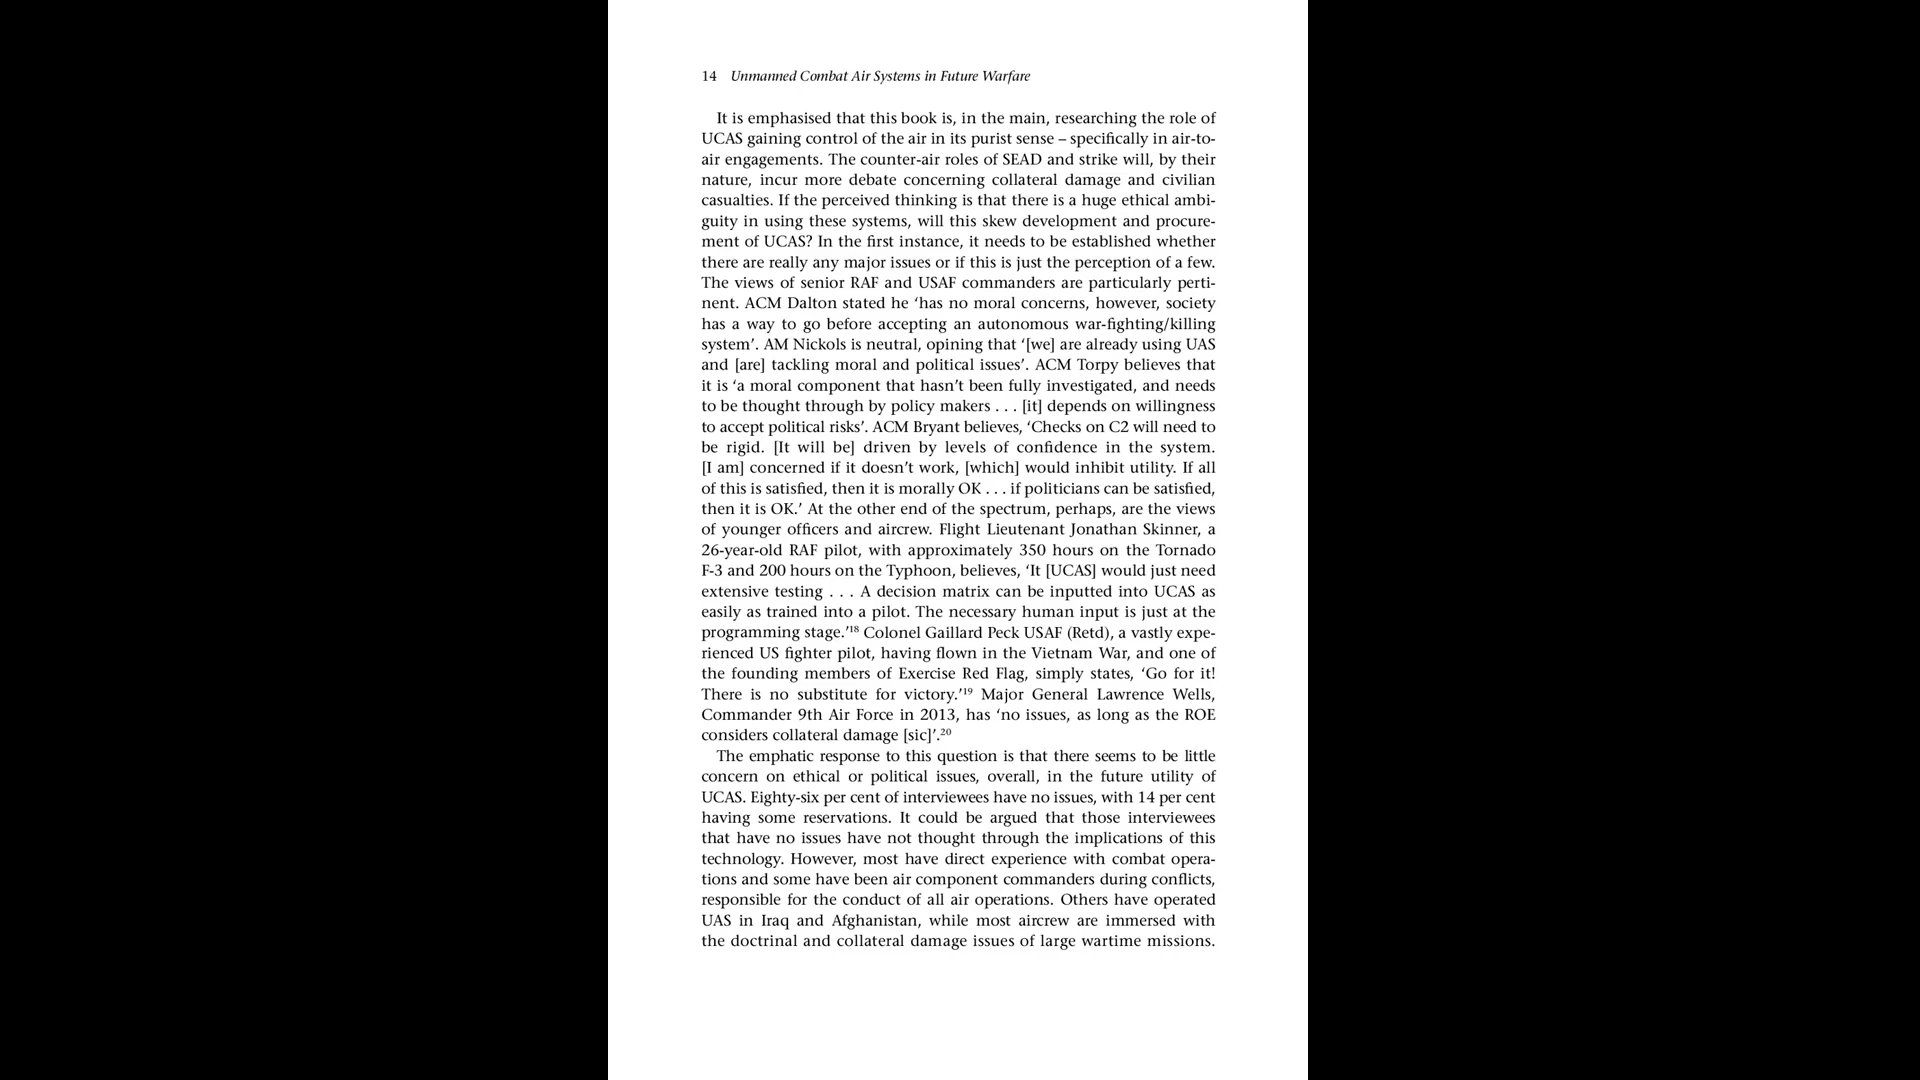 14 Unmanned Combat Air Systems in Future Warfare
It is emphasised that this book is, in the main, researching the role of
UCAS gaining control of the air in its purist sense – specifically in air-to-
air engagements. The counter-air roles of SEAD and strike will, by their
nature, incur more debate concerning collateral damage and civilian
casualties. If the perceived thinking is that there is a huge ethical ambi-
guity in using these systems, will this skew development and procure-
ment of UCAS? In the first instance, it needs to be established whether
there are really any major issues or if this is just the perception of a few.
The views of senior RAF and USAF commanders are particularly perti-
nent. ACM Dalton stated he ‘has no moral concerns, however, society
has a way to go before accepting an autonomous war-fighting/killing
system’. AM Nickols is neutral, opining that ‘[we] are already using UAS
and [are] tackling moral and political issues’. ACM Torpy believes that
it is ‘a moral component that hasn’t been fully investigated, and needs
to be thought through by policy makers . . . [it] depends on willingness
to accept political risks’. ACM Bryant believes, ‘Checks on C2 will need to
be rigid. [It will be] driven by levels of confidence in the system.
[I am] concerned if it doesn’t work, [which] would inhibit utility. If all
of this is satisfied, then it is morally OK . . . if politicians can be satisfied,
then it is OK.’ At the other end of the spectrum, perhaps, are the views
of younger officers and aircrew. Flight Lieutenant Jonathan Skinner, a
26-year-old RAF pilot, with approximately 350 hours on the Tornado
F-3 and 200 hours on the Typhoon, believes, ‘It [UCAS] would just need
extensive testing . . . A decision matrix can be inputted into UCAS as
easily as trained into a pilot. The necessary human input is just at the
programming stage.’¹⁸ Colonel Gaillard Peck USAF (Retd), a vastly expe-
rienced US fighter pilot, having flown in the Vietnam War, and one of
the founding members of Exercise Red Flag, simply states, ‘Go for it!
There is no substitute for victory.’¹⁹ Major General Lawrence Wells,
Commander 9th Air Force in 2013, has ‘no issues, as long as the ROE
considers collateral damage [sic]’.²⁰
The emphatic response to this question is that there seems to be little
concern on ethical or political issues, overall, in the future utility of
UCAS. Eighty-six per cent of interviewees have no issues, with 14 per cent
having some reservations. It could be argued that those interviewees
that have no issues have not thought through the implications of this
technology. However, most have direct experience with combat opera-
tions and some have been air component commanders during conflicts,
responsible for the conduct of all air operations. Others have operated
UAS in Iraq and Afghanistan, while most aircrew are immersed with
the doctrinal and collateral damage issues of large wartime missions.